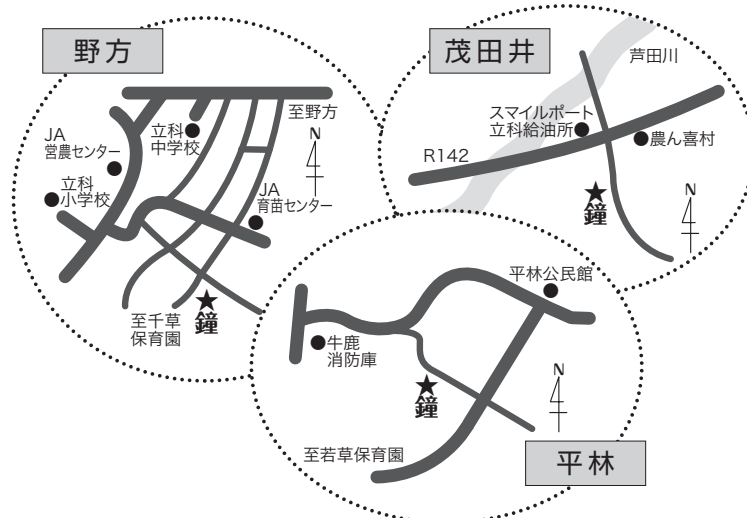 野方
至野方
N
JA
営農センター
立科
中学校
立科
小学校
JA
育苗センター
至千草
保育園
★
鐘
茂田井
芦田川
スマイルポート
立科給油所
農ん喜村
R142
★
鐘
N
平林公民館
牛鹿
消防庫
★
鐘
N
至若草保育園
平林